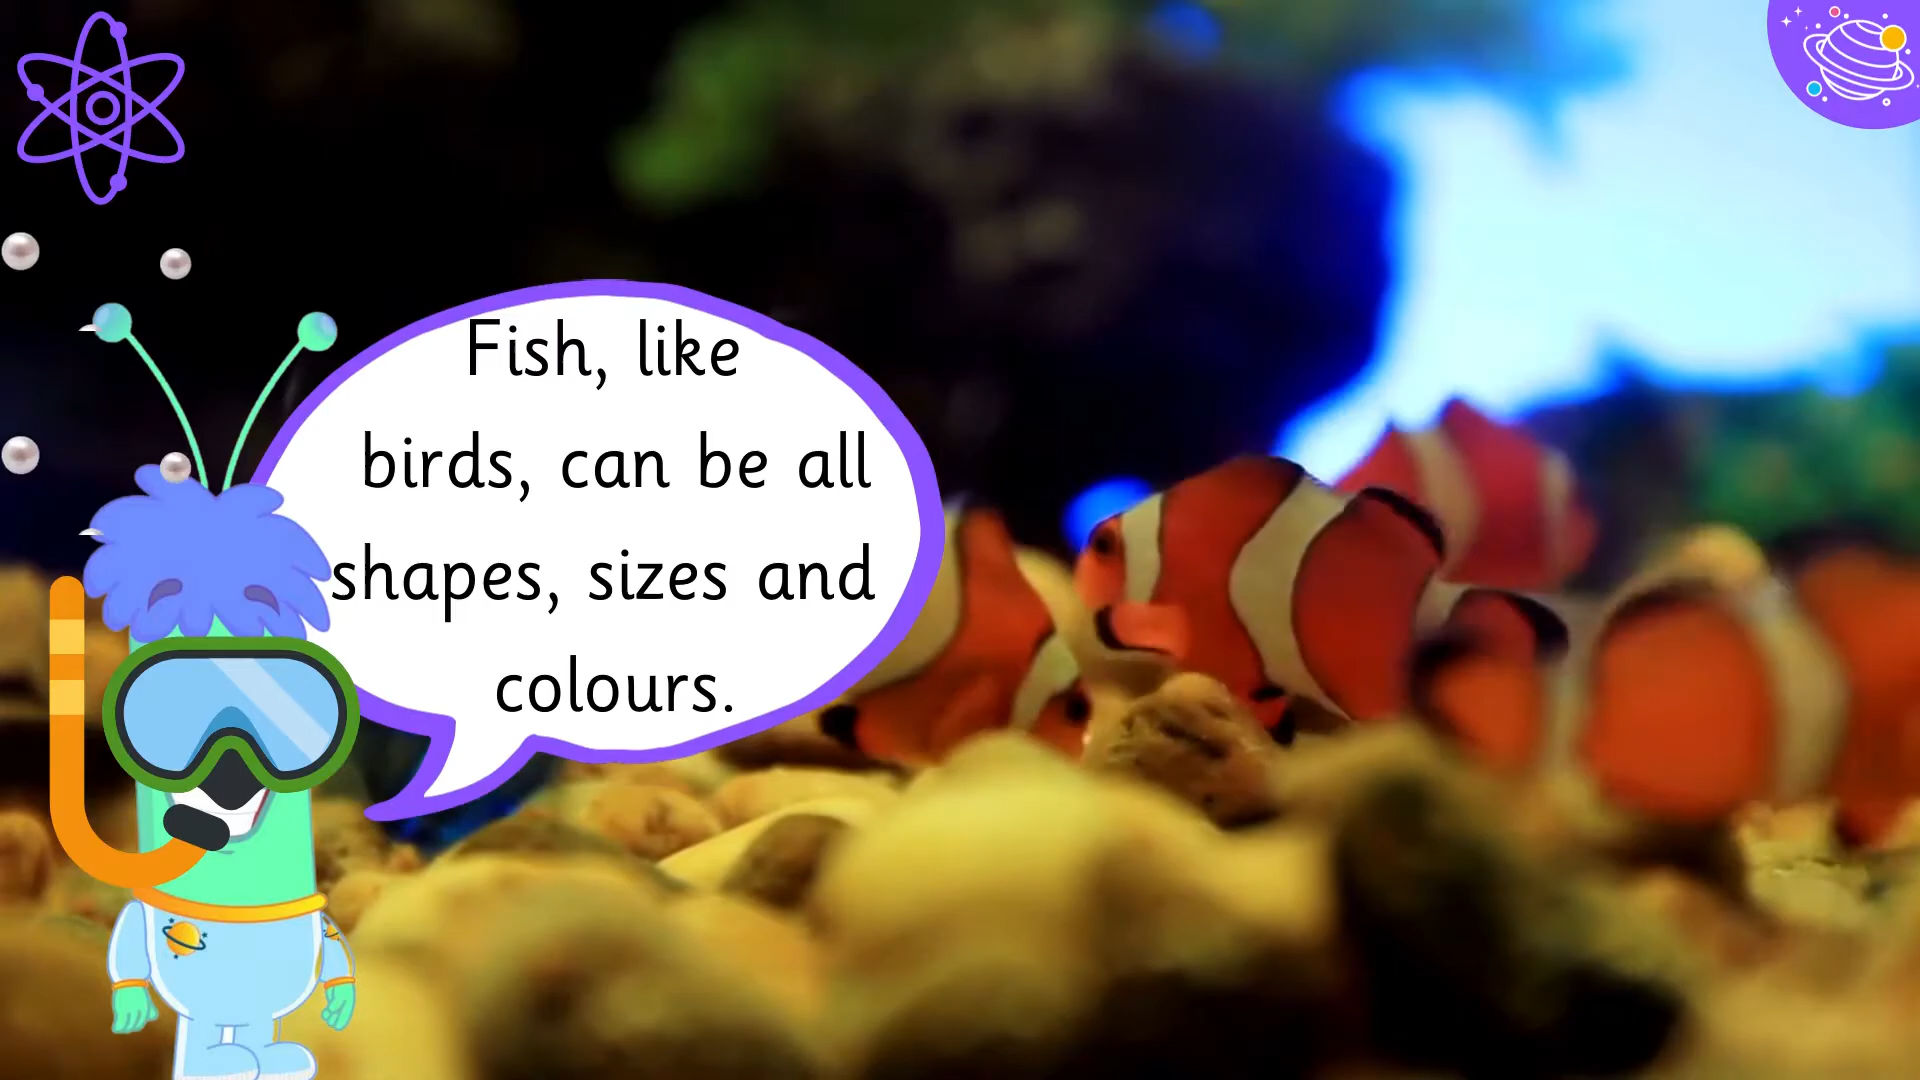 Fish, like
birds, can be all
shapes, sizes and
colours.